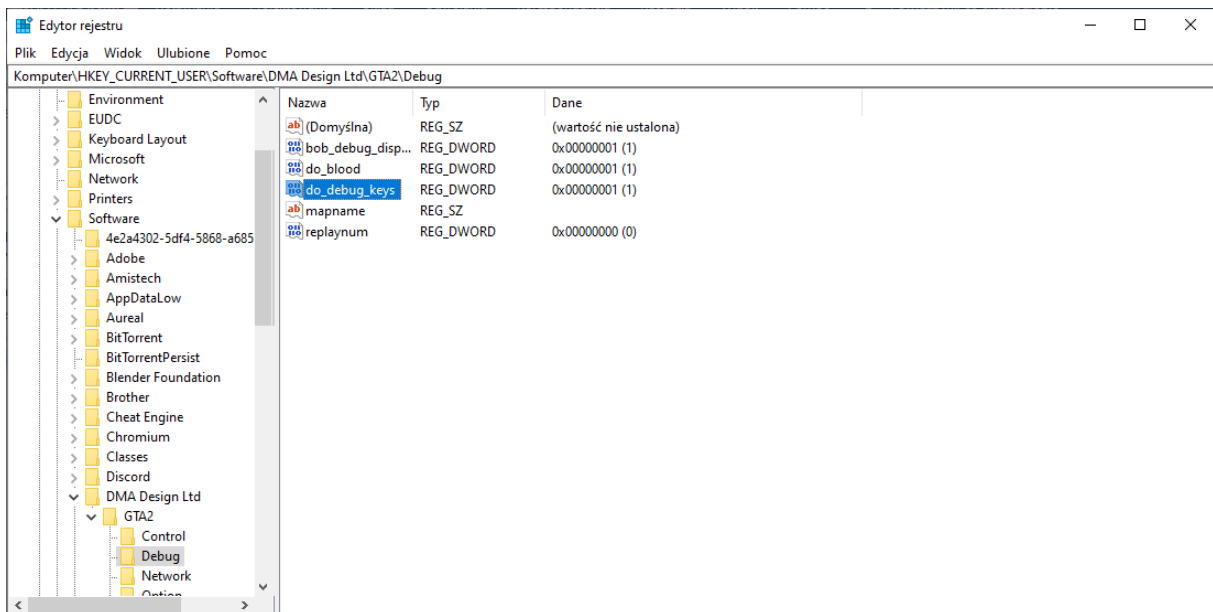 Edytor rejestru
Plik Edycja Widok Ulubione Pomoc
Komputer\HKEY_CURRENT_USER\Software\DMA Design Ltd\GTA2\Debug
Environment
EUDC
Keyboard Layout
Microsoft
Network
Printers
Software
4e2a4302-5df4-5868-a685
Adobe
Amistech
AppDataLow
Aureal
BitTorrent
BitTorrentPersist
Blender Foundation
Brother
Cheat Engine
Chromium
Classes
Discord
DMA Design Ltd
GTA2
Control
Debug
Network
Option
Nazwa Typ Dane
(Domyślna) REG_SZ (wartość nie ustalona)
bob_debug_disp... REG_DWORD 0x00000001 (1)
do_blood REG_DWORD 0x00000001 (1)
do_debug_keys REG_DWORD 0x00000001 (1)
mapname REG_SZ
replaynum REG_DWORD 0x00000000 (0)